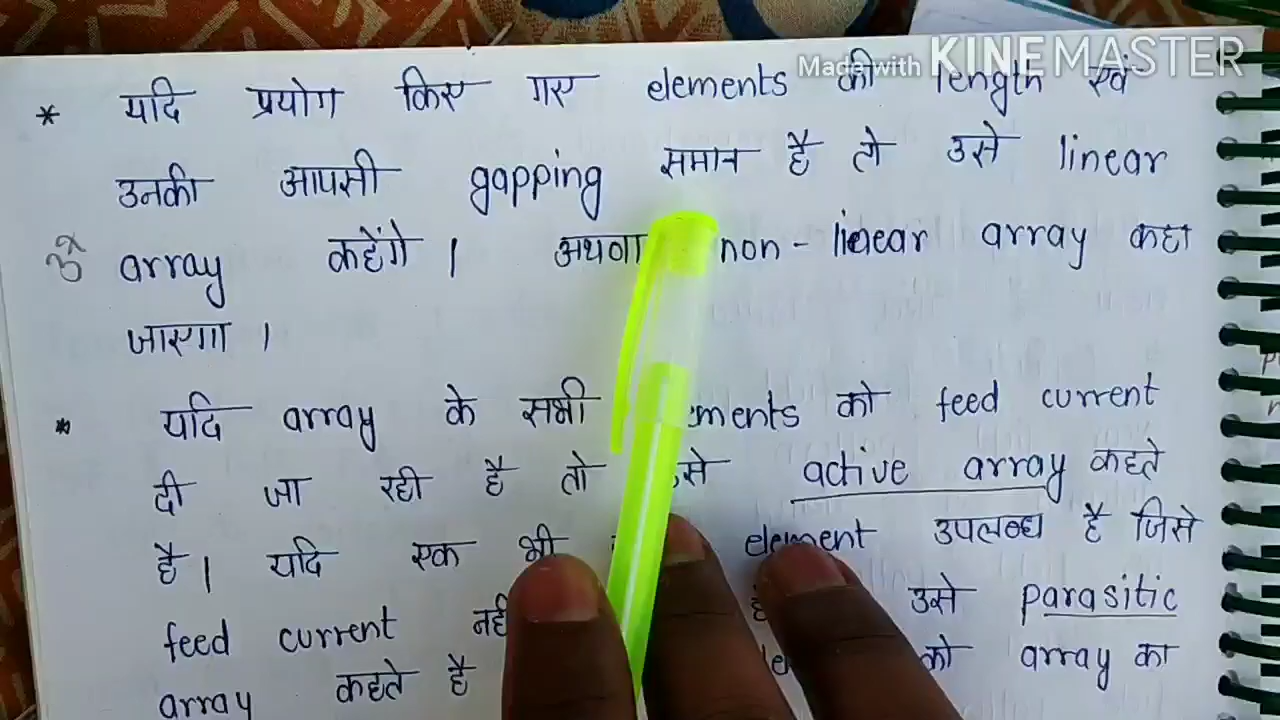 Made with KINEMASTER
* यदि प्रयोग किए गए elements की length एवं
उनकी आपसी gapping समान है तो उसे linear
array कहेंगे । अथवा non-linear array कहा
जाएगा ।
* यदि array के सभी ements को feed current
दी जा रही है तो उसे active array कहते
है। यदि एक भी element उपलब्ध है जिसे
feed current नही उसे parasitic
array कहते है को array का